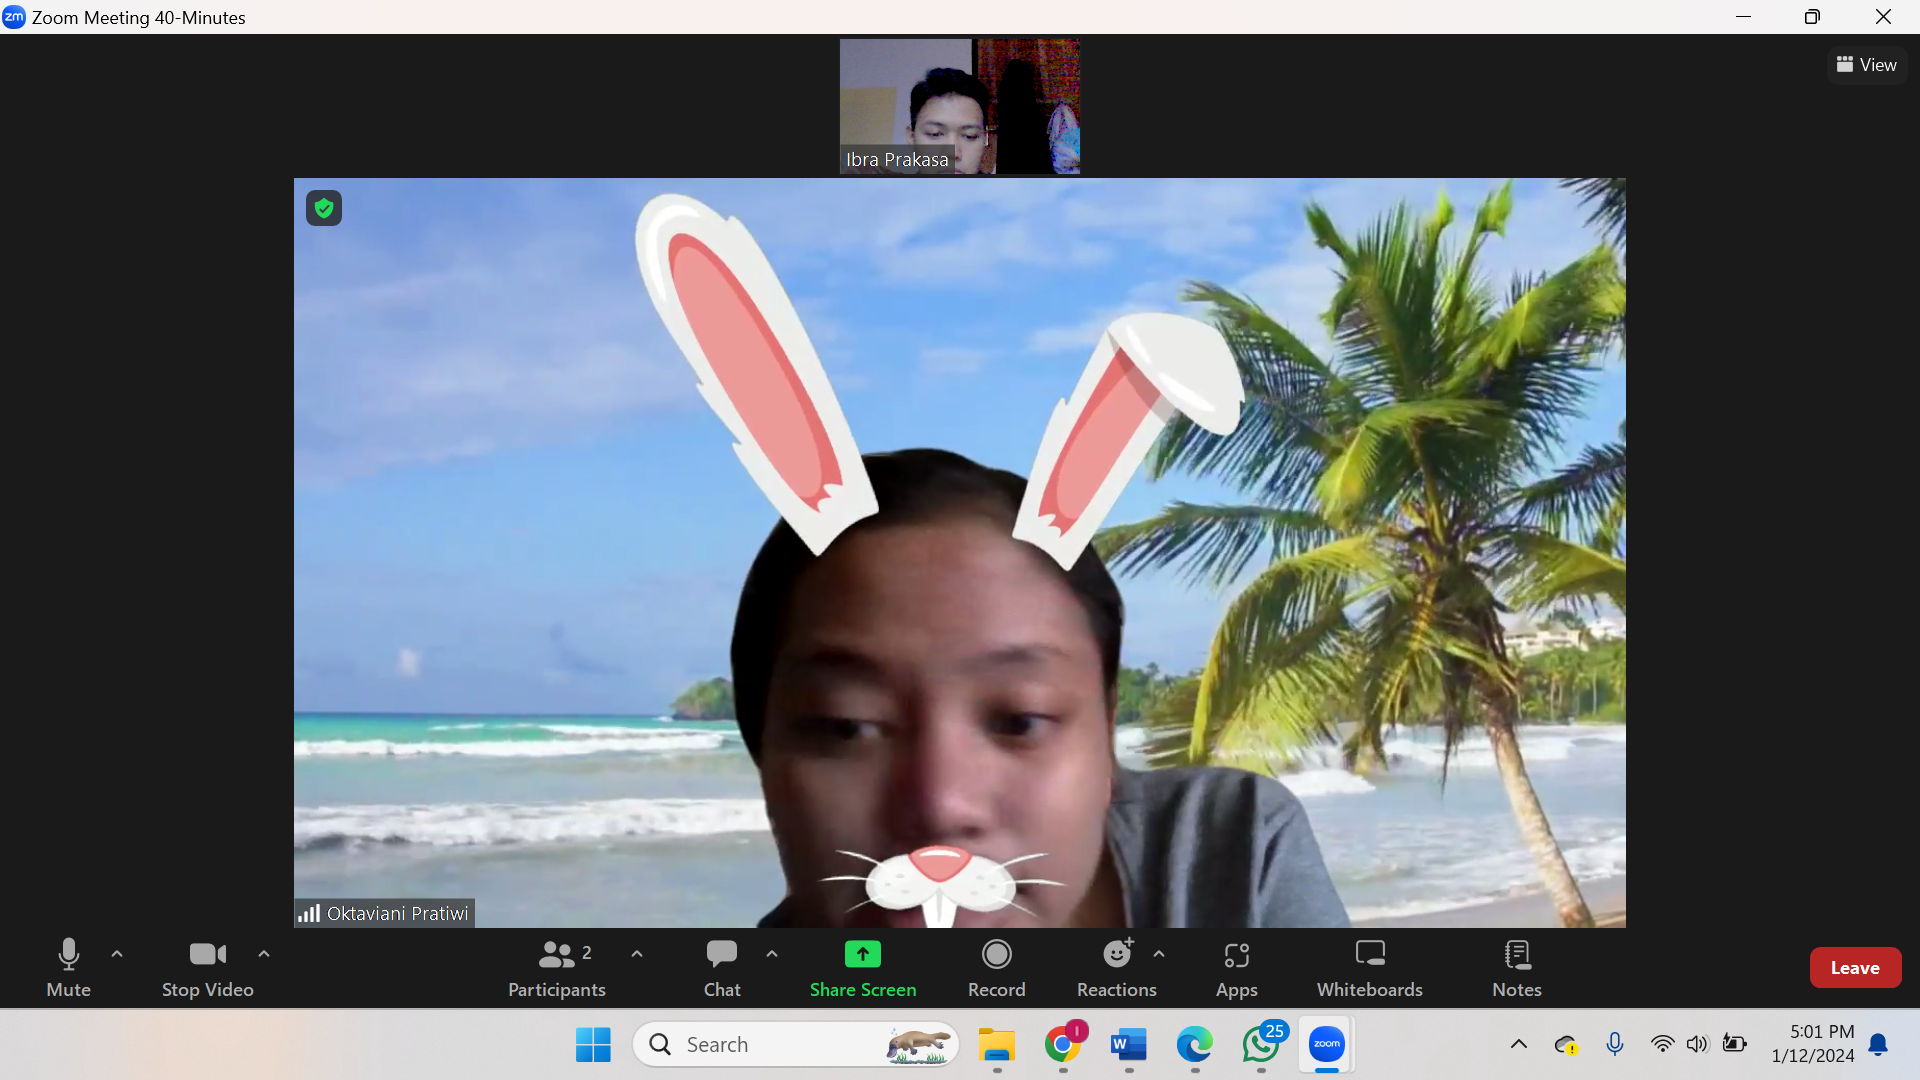 zm Zoom Meeting 40-Minutes
View
Ibra Prakasa
Oktaviani Pratiwi
Mute
Stop Video
2
Participants
Chat
Share Screen
Record
Reactions
Apps
Whiteboards
Notes
Leave
Search
I
W
25
zoom
5:01 PM
1/12/2024